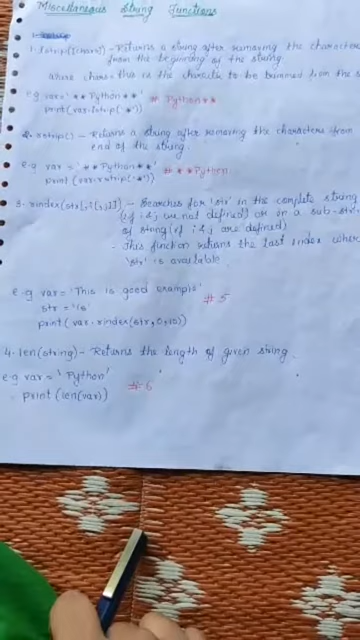 Miscellaneous String Functions
1. lstrip([chars]) - Returns a string after removing the characters
from the beginning of the string
where chars = this is the character to be trimmed from the s
e.g var='**Python**' # Python**
print(var.lstrip('*'))
2. rstrip() - Returns a string after removing the characters from
end of the string.
e.g var='**Python**' # **Python
print(var.rstrip('*'))
3. rindex(str[,i[,j]]) - Searches for 'str' in the complete string
(if i & j are not defined) or in a sub-str
of string (if i & j are defined)
- This function returns the last index where
'str' is available
e.g var='This is good example' # 5
str='is'
print(var.rindex(str,0,10))
4. len(string) - Returns the length of given string.
e.g var='Python' # 6
print(len(var))